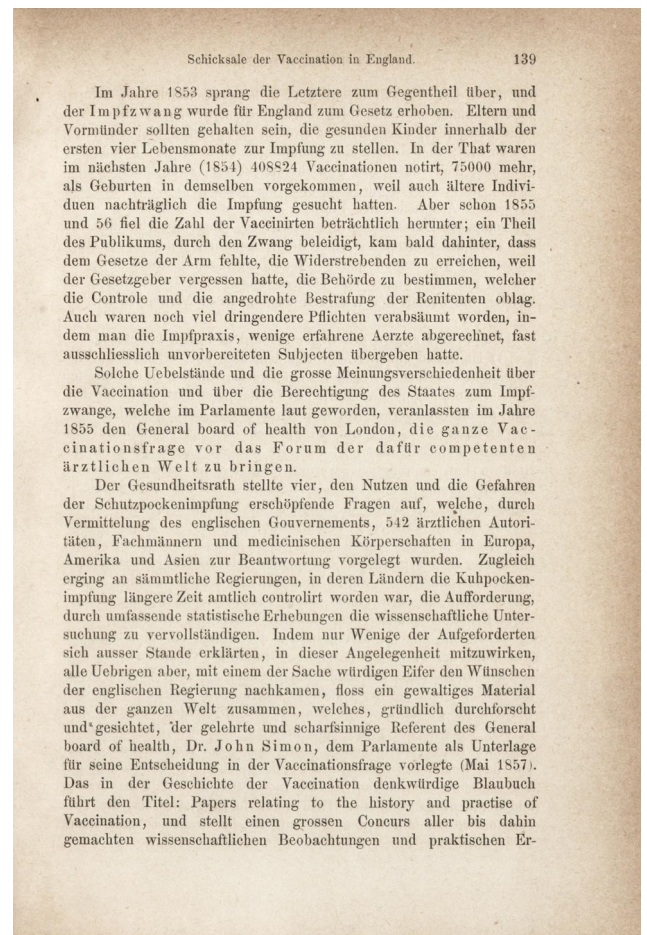 Schicksale der Vaccination in England. 139
Im Jahre 1853 sprang die Letztere zum Gegentheil über, und
der Impfzwang wurde für England zum Gesetz erhoben. Eltern und
Vormünder sollten gehalten sein, die gesunden Kinder innerhalb der
ersten vier Lebensmonate zur Impfung zu stellen. In der That waren
im nächsten Jahre (1854) 408824 Vaccinationen notirt, 75000 mehr,
als Geburten in demselben vorgekommen, weil auch ältere Indivi-
duen nachträglich die Impfung gesucht hatten. Aber schon 1855
und 56 fiel die Zahl der Vaccinirten beträchtlich herunter; ein Theil
des Publikums, durch den Zwang beleidigt, kam bald dahinter, dass
dem Gesetze der Arm fehlte, die Widerstrebenden zu erreichen, weil
der Gesetzgeber vergessen hatte, die Behörde zu bestimmen, welcher
die Controle und die angedrohte Bestrafung der Renitenten oblag.
Auch waren noch viel dringendere Pflichten verabsäumt worden, in-
dem man die Impfpraxis, wenige erfahrene Aerzte abgerechnet, fast
ausschliesslich unvorbereiteten Subjecten übergeben hatte.
Solche Uebelstände und die grosse Meinungsverschiedenheit über
die Vaccination und über die Berechtigung des Staates zum Impf-
zwange, welche im Parlamente laut geworden, veranlassten im Jahre
1855 den General board of health von London, die ganze Vac-
cinationsfrage vor das Forum der dafür competenten
ärztlichen Welt zu bringen.
Der Gesundheitsrath stellte vier, den Nutzen und die Gefahren
der Schutzpockenimpfung erschöpfende Fragen auf, welche, durch
Vermittelung des englischen Gouvernements, 542 ärztlichen Autori-
täten, Fachmännern und medicinischen Körperschaften in Europa,
Amerika und Asien zur Beantwortung vorgelegt wurden. Zugleich
erging an sämmtliche Regierungen, in deren Ländern die Kuhpocken-
impfung längere Zeit amtlich controlirt worden war, die Aufforderung,
durch umfassende statistische Erhebungen die wissenschaftliche Unter-
suchung zu vervollständigen. Indem nur Wenige der Aufgeforderten
sich ausser Stande erklärten, in dieser Angelegenheit mitzuwirken,
alle Uebrigen aber, mit einem der Sache würdigen Eifer den Wünschen
der englischen Regierung nachkamen, floss ein gewaltiges Material
aus der ganzen Welt zusammen, welches, gründlich durchforscht
und gesichtet, der gelehrte und scharfsinnige Referent des General
board of health, Dr. John Simon, dem Parlamente als Unterlage
für seine Entscheidung in der Vaccinationsfrage vorlegte (Mai 1857).
Das in der Geschichte der Vaccination denkwürdige Blaubuch
führt den Titel: Papers relating to the history and practise of
Vaccination, und stellt einen grossen Concurs aller bis dahin
gemachten wissenschaftlichen Beobachtungen und praktischen Er-